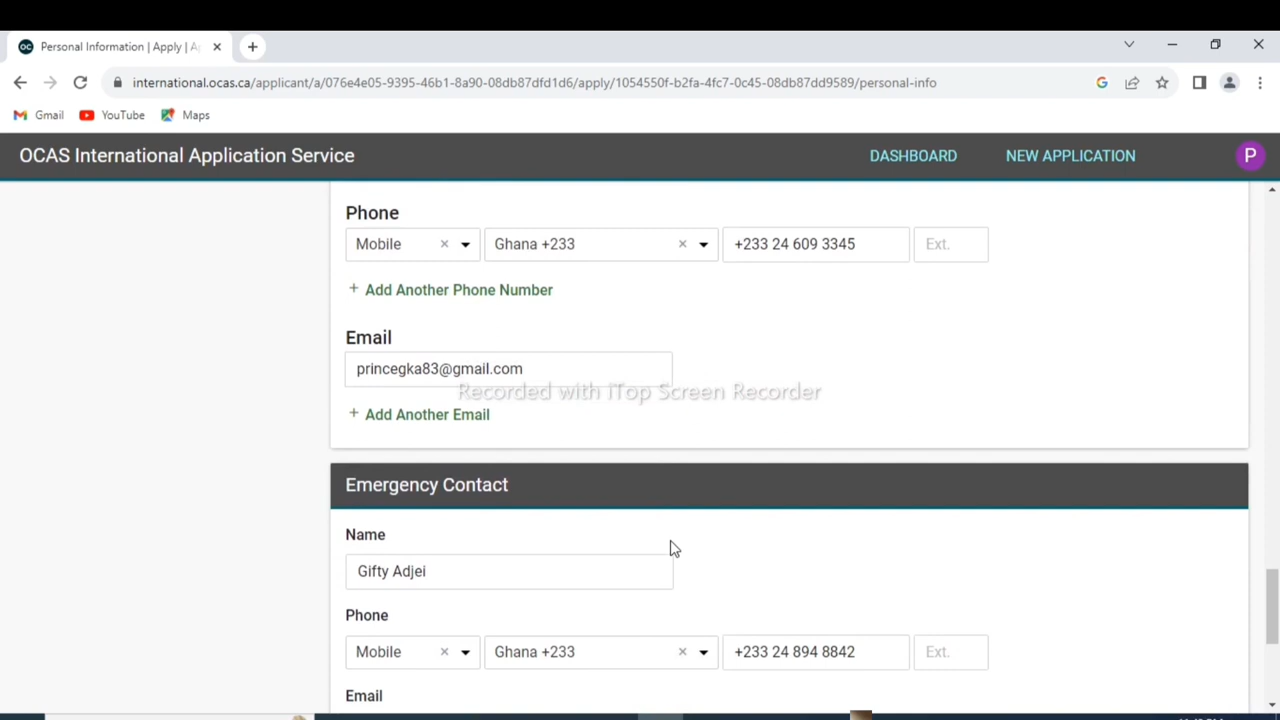 Personal Information | Apply | A
international.ocas.ca/applicant/a/076e4e05-9395-46b1-8a90-08db87dfd1d6/apply/1054550f-b2fa-4fc7-0c45-08db87dd9589/personal-info
Gmail YouTube Maps
OCAS International Application Service DASHBOARD NEW APPLICATION P
Phone
Mobile × Ghana +233 × +233 24 609 3345 Ext.
+ Add Another Phone Number
Email
princegka83@gmail.com
Recorded with iTop Screen Recorder
+ Add Another Email
Emergency Contact
Name
Gifty Adjei
Phone
Mobile × Ghana +233 × +233 24 894 8842 Ext.
Email